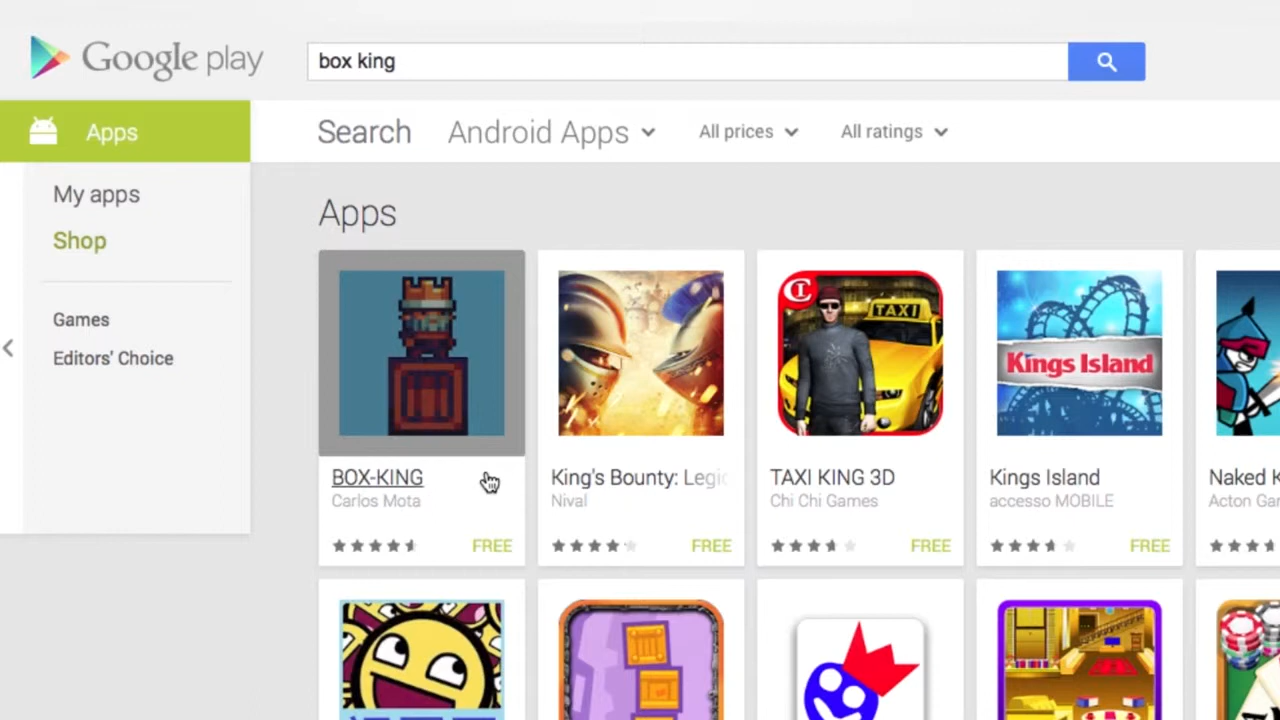 Google play
box king
Apps
Search
Android Apps
All prices
All ratings
My apps
Shop
Games
Editors' Choice
Apps
TAXI
Kings Island
BOX-KING
Carlos Mota
FREE
King's Bounty: Legi
Nival
FREE
TAXI KING 3D
Chi Chi Games
FREE
Kings Island
accesso MOBILE
FREE
Naked K
Acton Ga